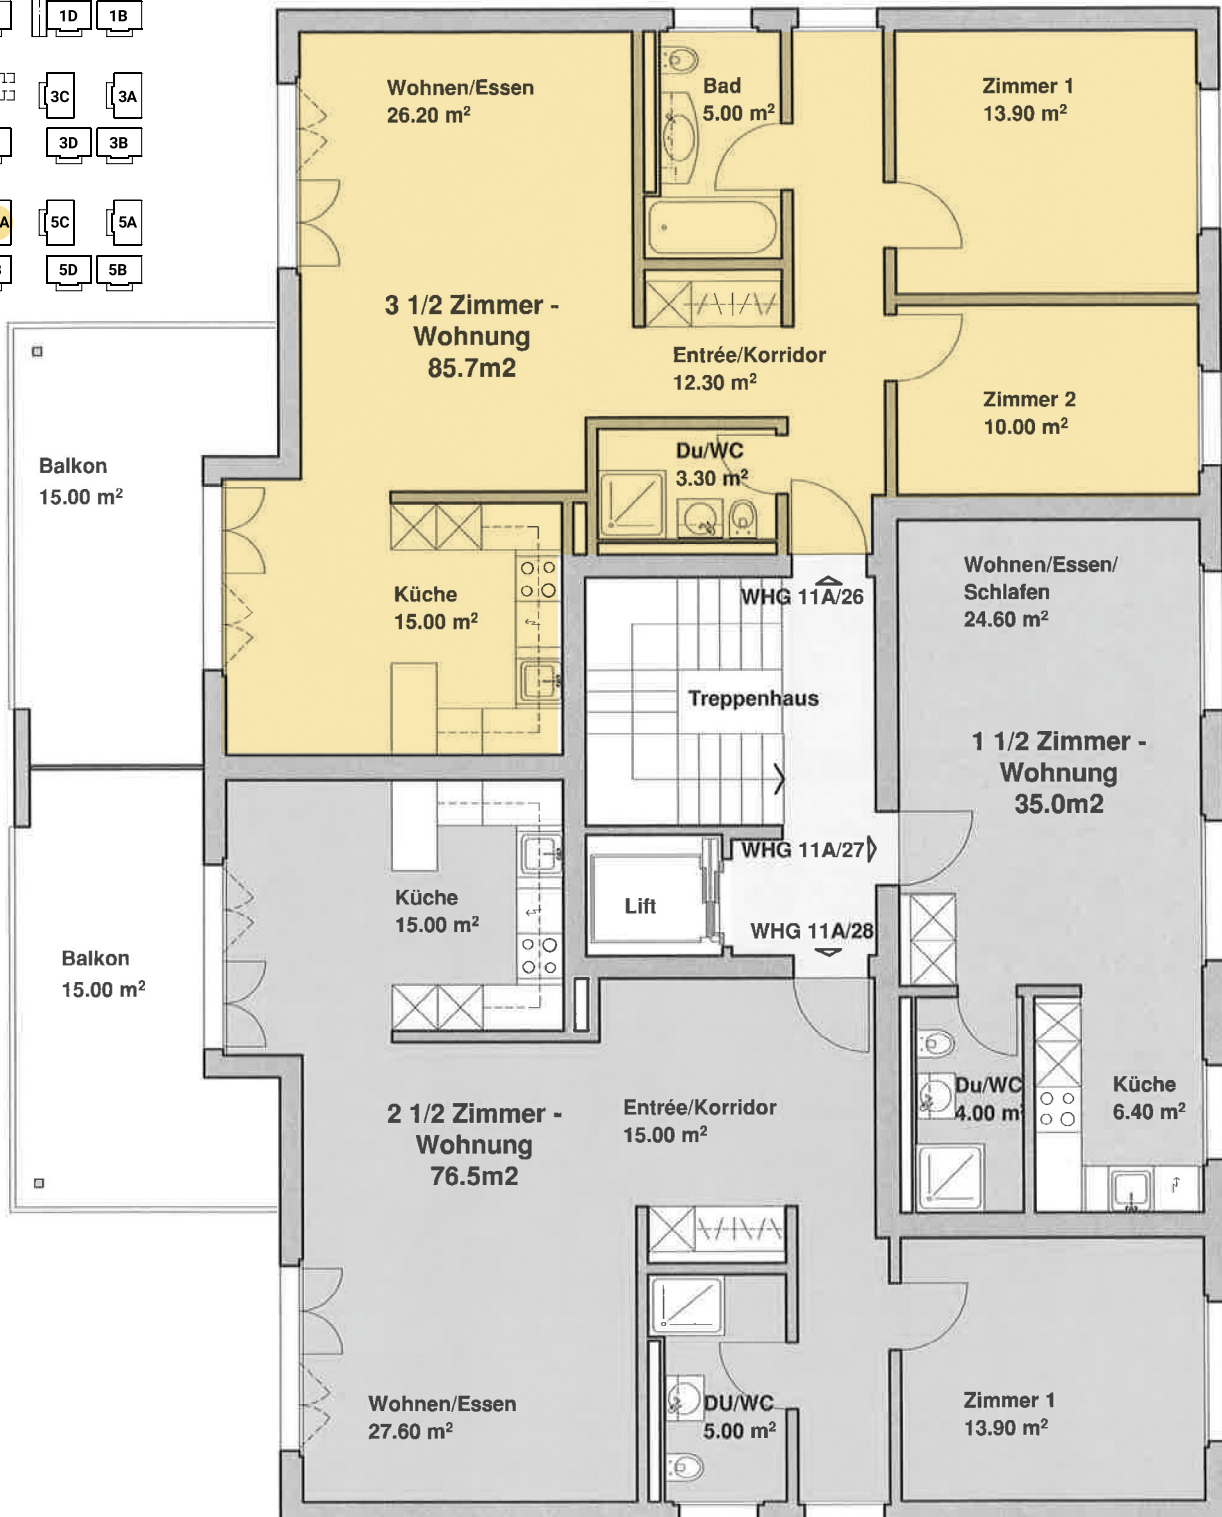 1D 1B
3C 3A
3D 3B
A 5C 5A
5D 5B
Wohnen/Essen
26.20 m²
Bad
5.00 m²
Zimmer 1
13.90 m²
3 1/2 Zimmer -
Wohnung
85.7m2
Entrée/Korridor
12.30 m²
Zimmer 2
10.00 m²
Balkon
15.00 m²
Du/WC
3.30 m²
Küche
15.00 m²
WHG 11A/26
Treppenhaus
Wohnen/Essen/
Schlafen
24.60 m²
1 1/2 Zimmer -
Wohnung
35.0m2
WHG 11A/27
Lift
WHG 11A/28
Küche
15.00 m²
Balkon
15.00 m²
Du/WC
4.00 m
Küche
6.40 m²
2 1/2 Zimmer -
Wohnung
76.5m2
Entrée/Korridor
15.00 m²
Wohnen/Essen
27.60 m²
DU/WC
5.00 m²
Zimmer 1
13.90 m²